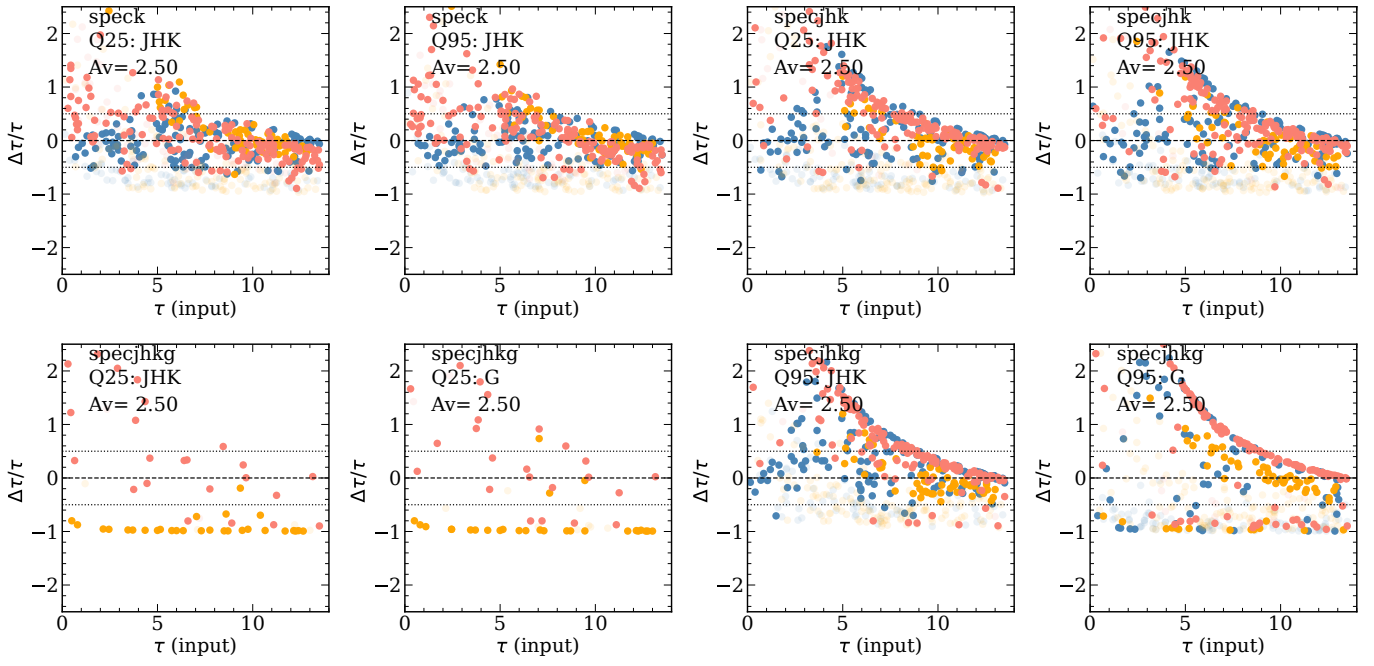 speck
Q25: JHK
Av= 2.50
2
1
0
−1
−2
Δτ/τ
0 5 10
τ (input)
speck
Q95: JHK
Av= 2.50
2
1
0
−1
−2
Δτ/τ
0 5 10
τ (input)
specjhk
Q25: JHK
Av= 2.50
2
1
0
−1
−2
Δτ/τ
0 5 10
τ (input)
specjhk
Q95: JHK
Av= 2.50
2
1
0
−1
−2
Δτ/τ
0 5 10
τ (input)
specjhkg
Q25: JHK
Av= 2.50
2
1
0
−1
−2
Δτ/τ
0 5 10
τ (input)
specjhkg
Q25: G
Av= 2.50
2
1
0
−1
−2
Δτ/τ
0 5 10
τ (input)
specjhkg
Q95: JHK
Av= 2.50
2
1
0
−1
−2
Δτ/τ
0 5 10
τ (input)
specjhkg
Q95: G
Av= 2.50
2
1
0
−1
−2
Δτ/τ
0 5 10
τ (input)